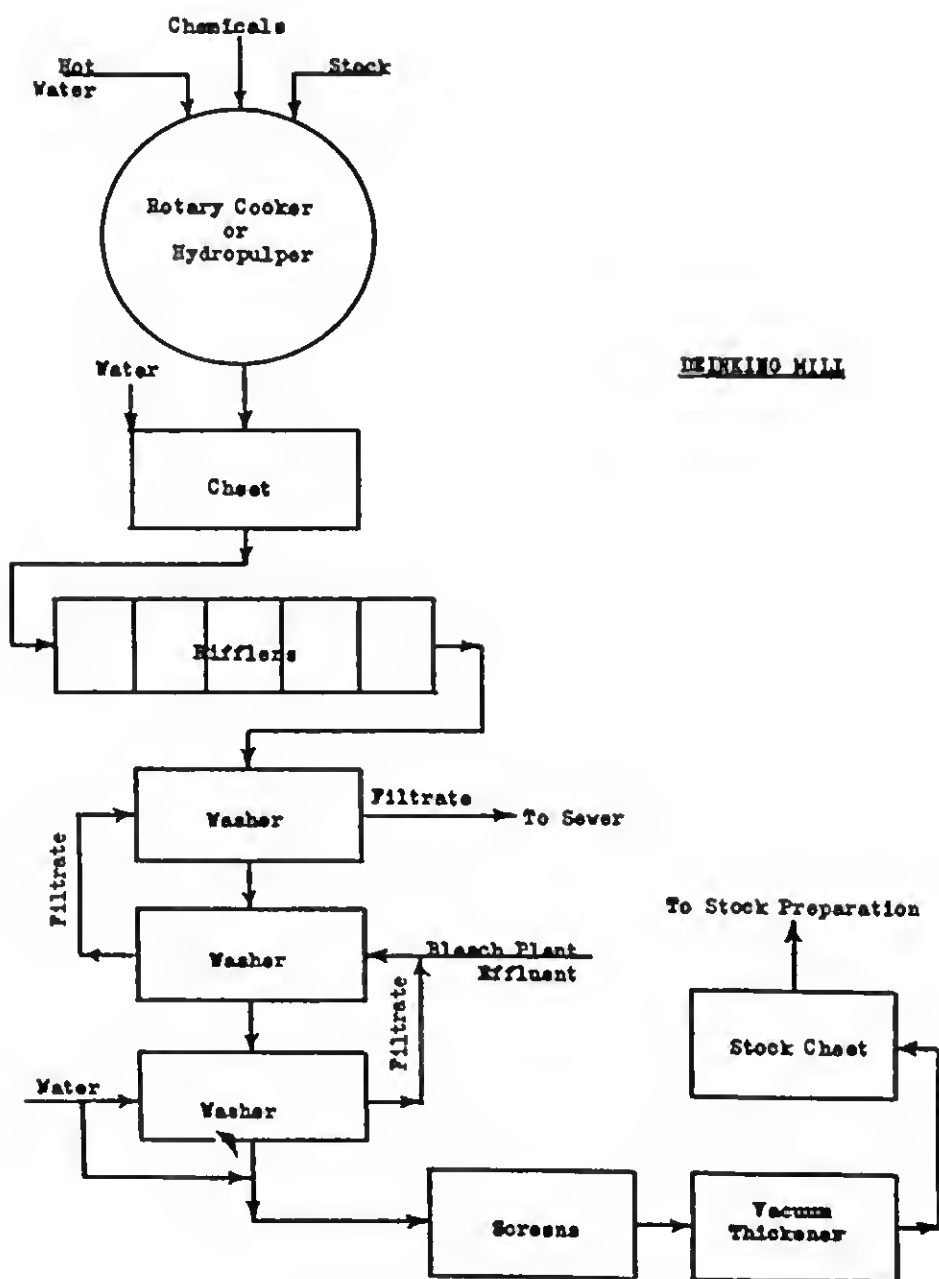 Chemicals
Hot
Water
Stock
Rotary Cooker
or
Hydropulper
DEINKING MILL
Water
Chest
Rifflers
Washer
Filtrate
To Sewer
Filtrate
Washer
Bleach Plant
Effluent
Filtrate
To Stock Preparation
Stock Chest
Water
Washer
Screens
Vacuum
Thickener